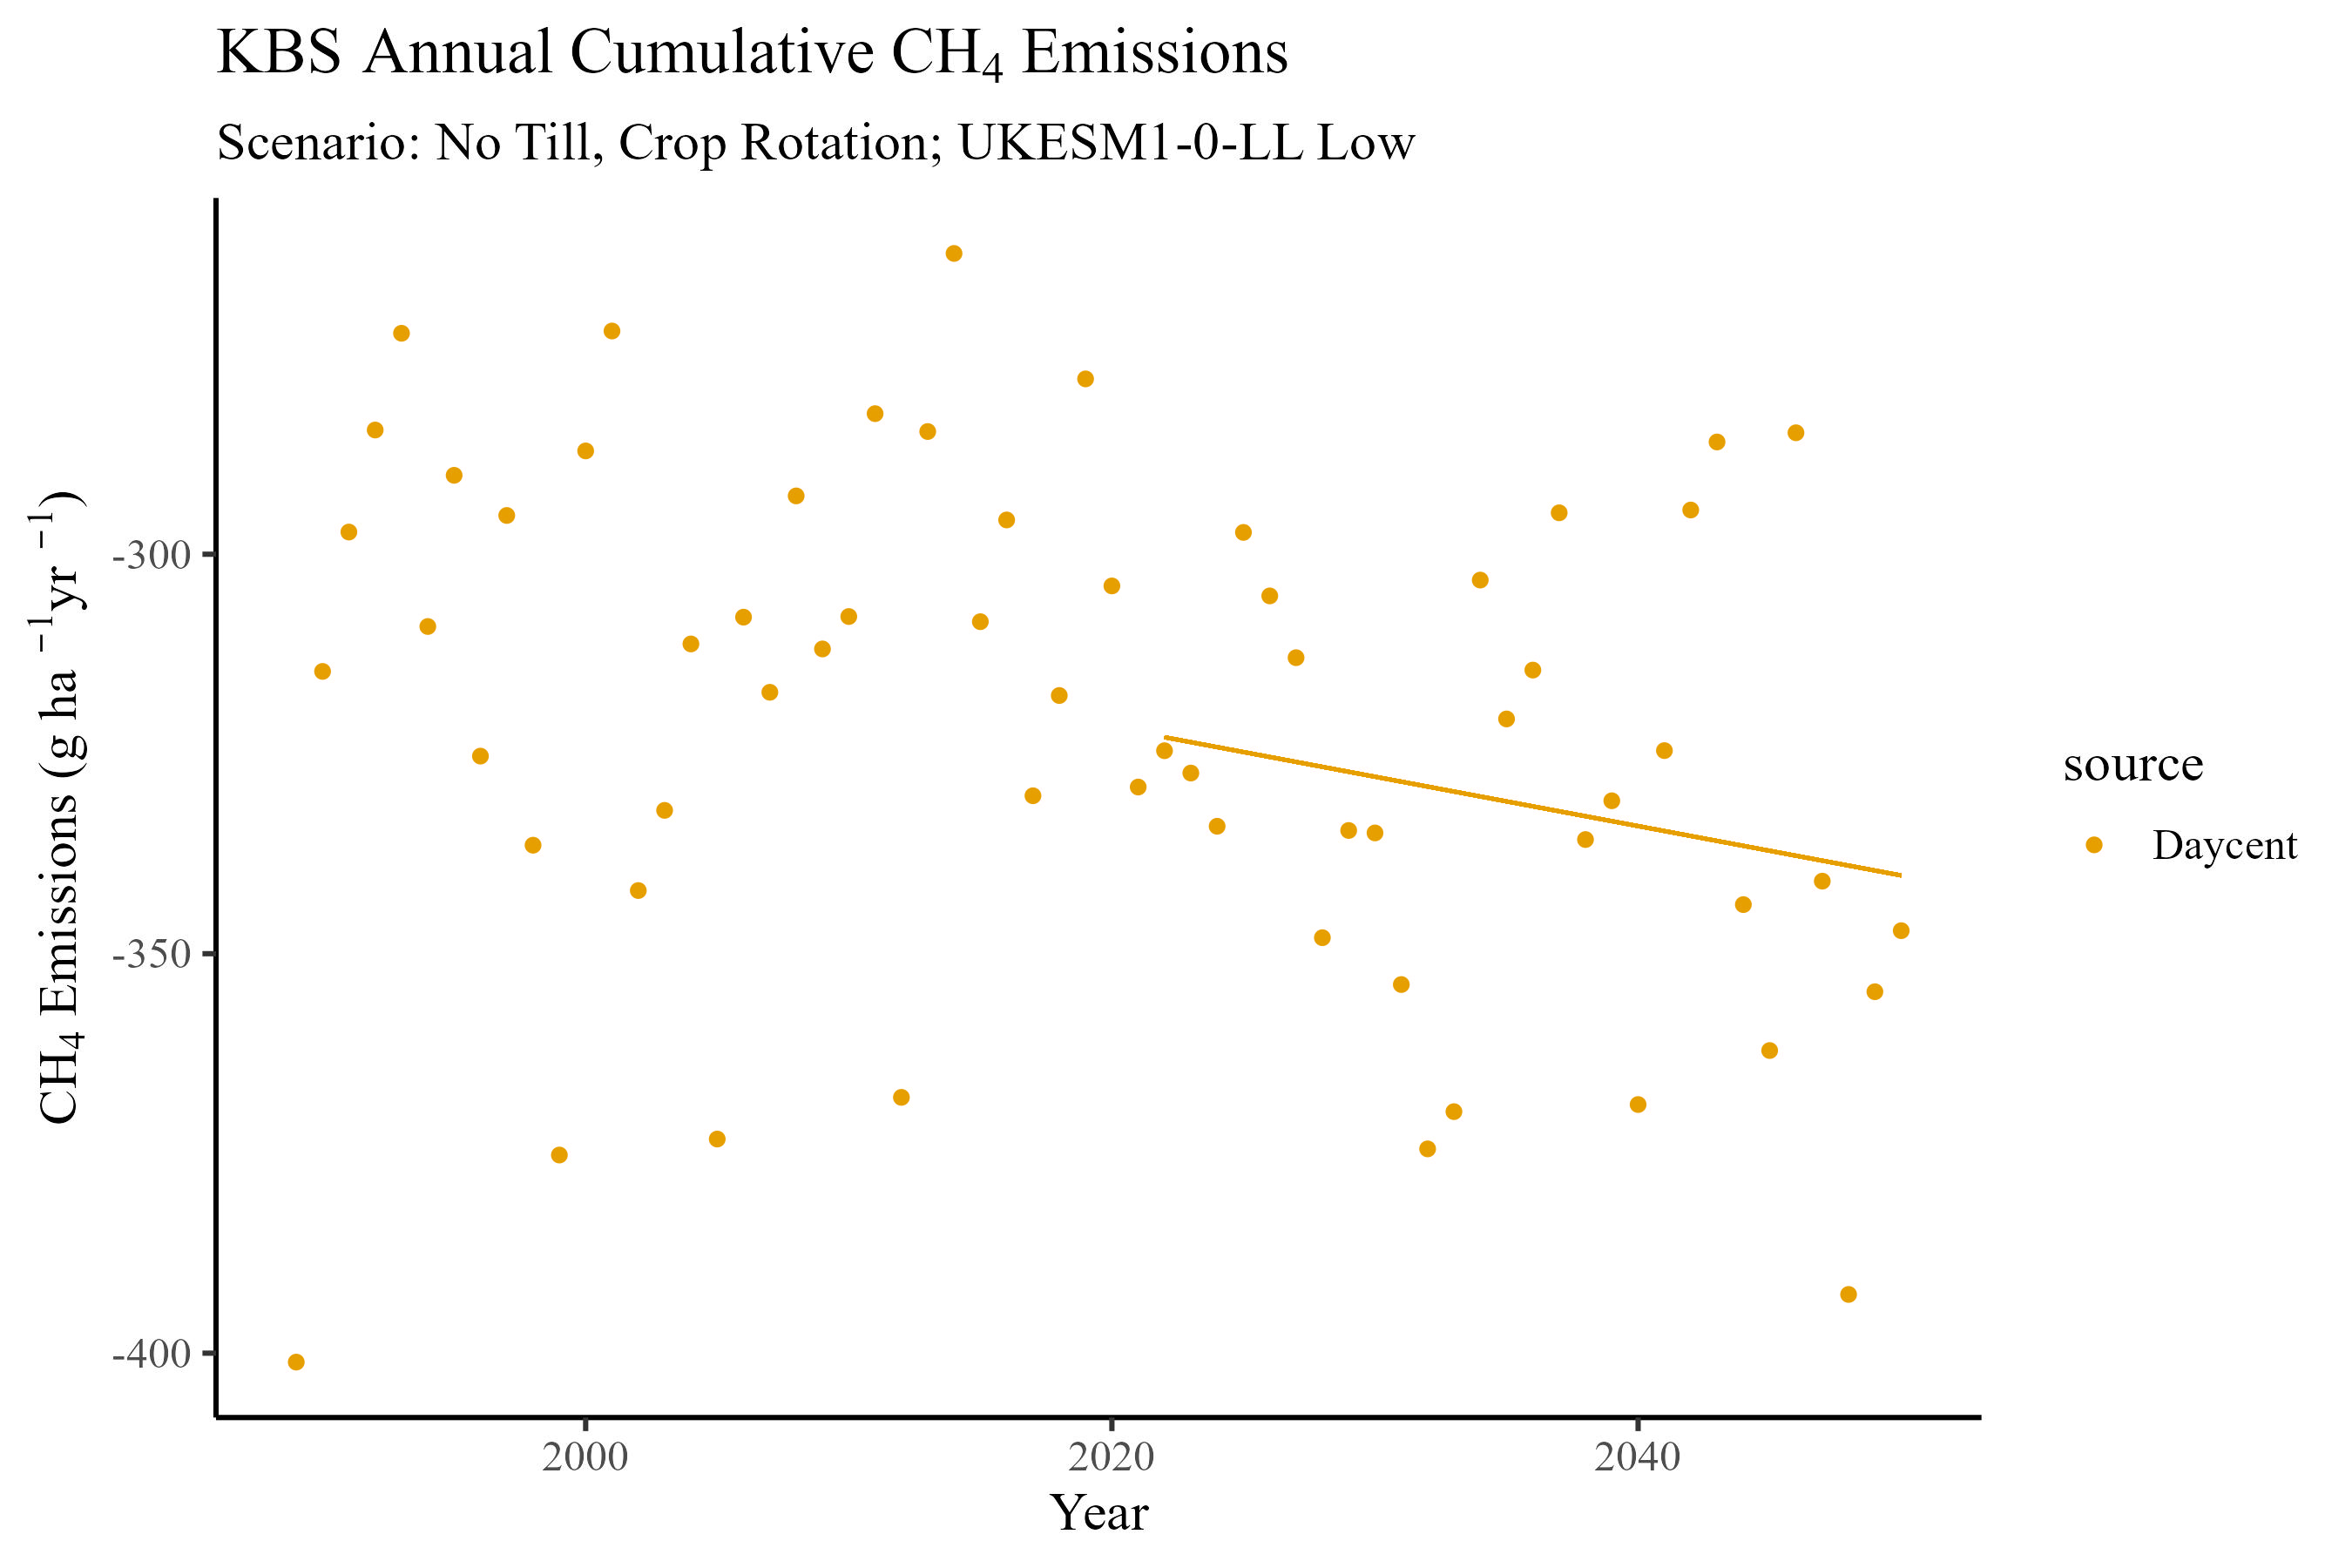 KBS Annual Cumulative CH₄ Emissions
Scenario: No Till, Crop Rotation; UKESM1-0-LL Low
CH₄ Emissions (g ha ⁻¹yr ⁻¹)
-300
-350
-400
2000
2020
2040
Year
source
Daycent